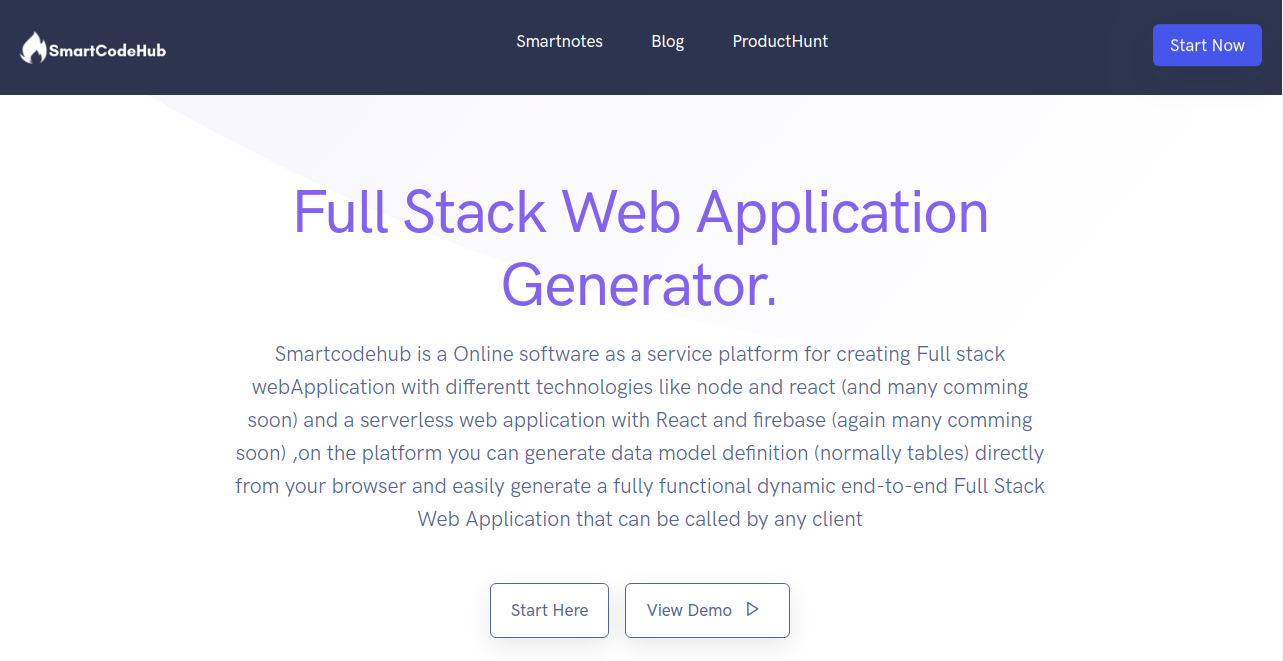 SmartCodeHub
Smartnotes
Blog
ProductHunt
Start Now
Full Stack Web Application
Generator.
Smartcodehub is a Online software as a service platform for creating Full stack
webApplication with differentt technologies like node and react (and many comming
soon) and a serverless web application with React and firebase (again many comming
soon) ,on the platform you can generate data model definition (normally tables) directly
from your browser and easily generate a fully functional dynamic end-to-end Full Stack
Web Application that can be called by any client
Start Here
View Demo